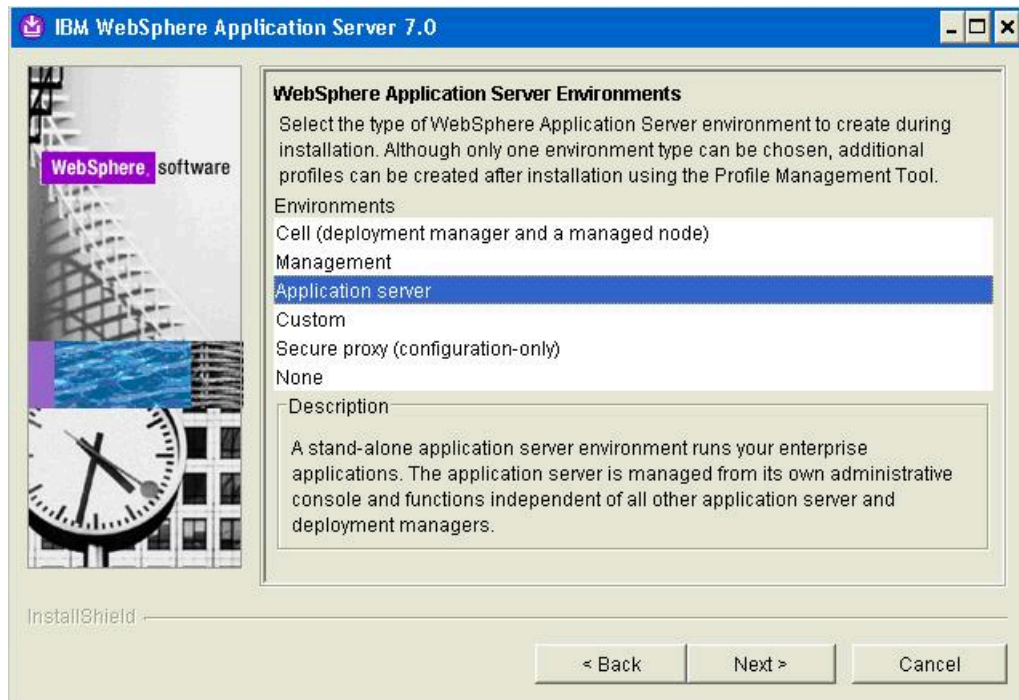 IBM WebSphere Application Server 7.0
WebSphere software
WebSphere Application Server Environments
Select the type of WebSphere Application Server environment to create during
installation. Although only one environment type can be chosen, additional
profiles can be created after installation using the Profile Management Tool.
Environments
Cell (deployment manager and a managed node)
Management
Application server
Custom
Secure proxy (configuration-only)
None
Description
A stand-alone application server environment runs your enterprise
applications. The application server is managed from its own administrative
console and functions independent of all other application server and
deployment managers.
InstallShield
< Back
Next >
Cancel